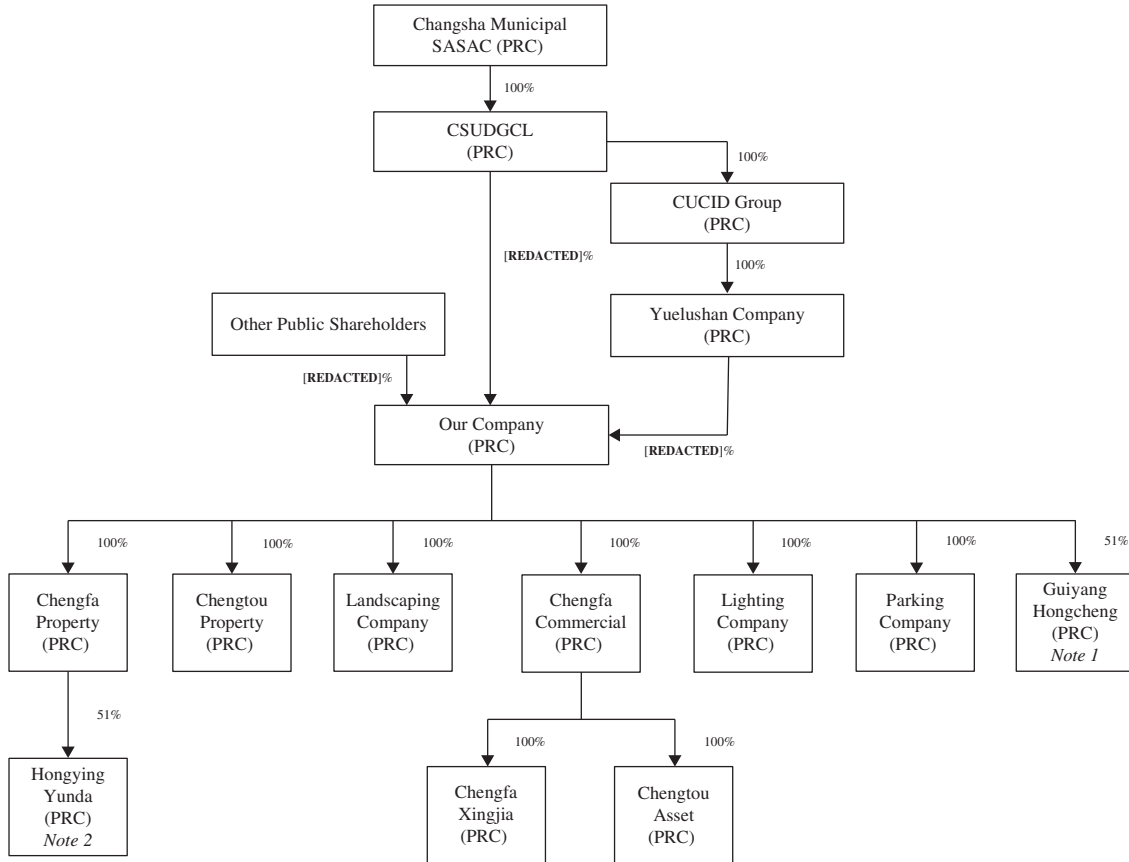 Changsha Municipal
SASAC (PRC)
100%
CSUDGCL
(PRC)
100%
CUCID Group
(PRC)
[REDACTED]%
100%
Other Public Shareholders
Yuelushan Company
(PRC)
[REDACTED]%
Our Company
(PRC)
[REDACTED]%
100%
100%
100%
100%
100%
100%
51%
Chengfa
Property
(PRC)
Chengtou
Property
(PRC)
Landscaping
Company
(PRC)
Chengfa
Commercial
(PRC)
Lighting
Company
(PRC)
Parking
Company
(PRC)
Guiyang
Hongcheng
(PRC)
Note 1
51%
100%
100%
Hongying
Yunda
(PRC)
Note 2
Chengfa
Xingjia
(PRC)
Chengtou
Asset
(PRC)